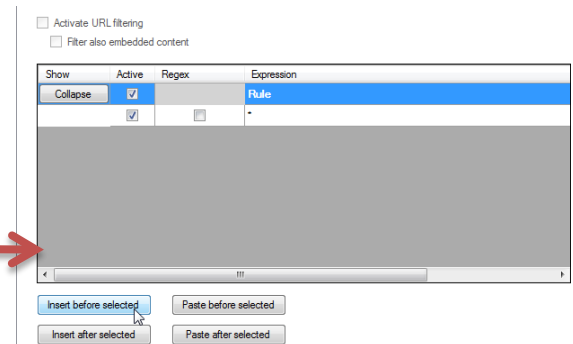 Activate URL filtering
Filter also embedded content
Show Active Regex Expression
Collapse Rule
*
Insert before selected Paste before selected
Insert after selected Paste after selected